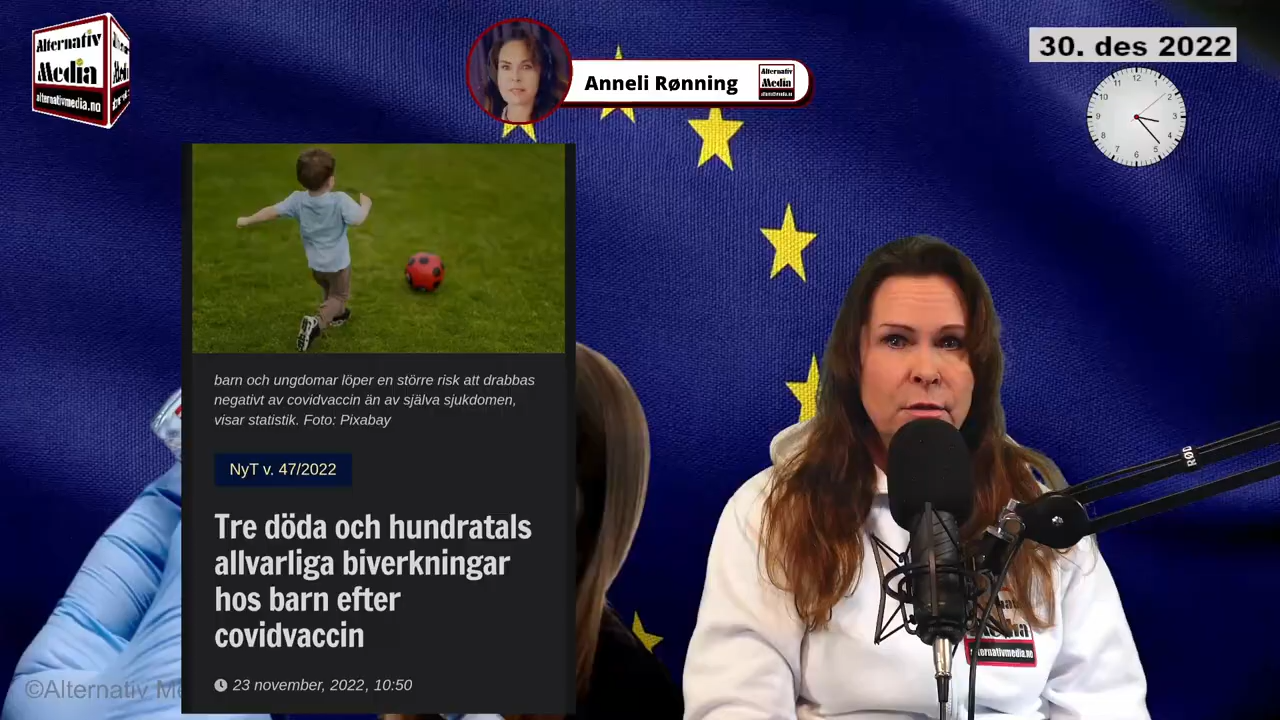 Alternativ
Media
alternativmedia.no
Anneli Rønning
Alternativ
Media
30. des 2022
barn och ungdomar löper en större risk att drabbas
negativt av covidvaccin än av själva sjukdomen,
visar statistik. Foto: Pixabay
NyT v. 47/2022
Tre döda och hundratals
allvarliga biverkningar
hos barn efter
covidvaccin
23 november, 2022, 10:50
©Alternativ Me
RØD
alternativmedia.no